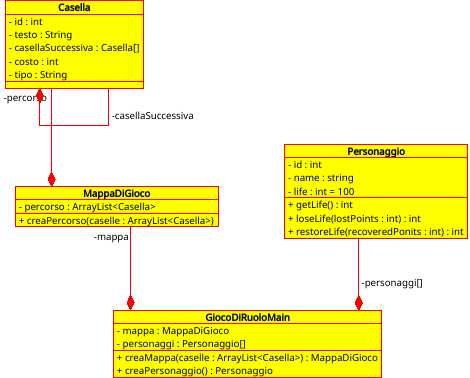 Casella
- id : int
- testo : String
- casellaSuccessiva : Casella[]
- costo : int
- tipo : String
-percorso
-casellaSuccessiva
Personaggio
- id : int
- name : string
- life : int = 100
+ getLife() : int
+ loseLife(lostPoints : int) : int
+ restoreLife(recoveredPonits : int) : int
MappaDiGioco
- percorso : ArrayList<Casella>
+ creaPercorso(caselle : ArrayList<Casella>)
-mappa
-personaggi[]
GiocoDiRuoloMain
- mappa : MappaDiGioco
- personaggi : Personaggio[]
+ creaMappa(caselle : ArrayList<Casella>) : MappaDiGioco
+ creaPersonaggio() : Personaggio